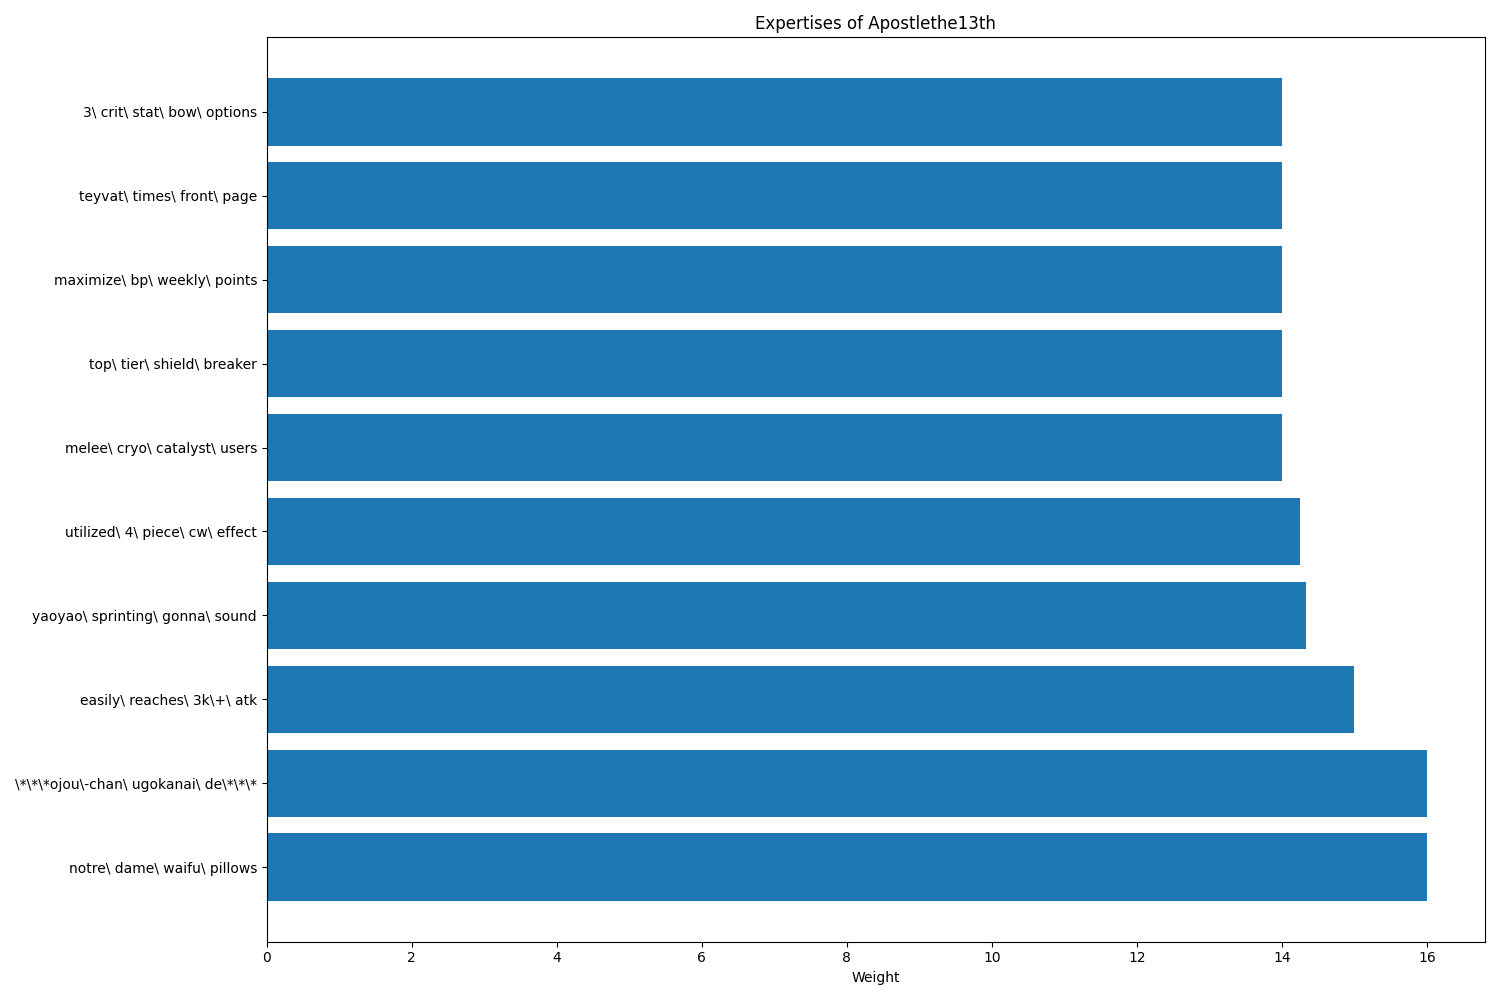 Expertises of Apostlethe13th
3\ crit\ stat\ bow\ options
teyvat\ times\ front\ page
maximize\ bp\ weekly\ points
top\ tier\ shield\ breaker
melee\ cryo\ catalyst\ users
utilized\ 4\ piece\ cw\ effect
yaoyao\ sprinting\ gonna\ sound
easily\ reaches\ 3k\+\ atk
\*\*\*ojou\-chan\ ugokanai\ de\*\*\*
notre\ dame\ waifu\ pillows
0 2 4 6 8 10 12 14 16
Weight